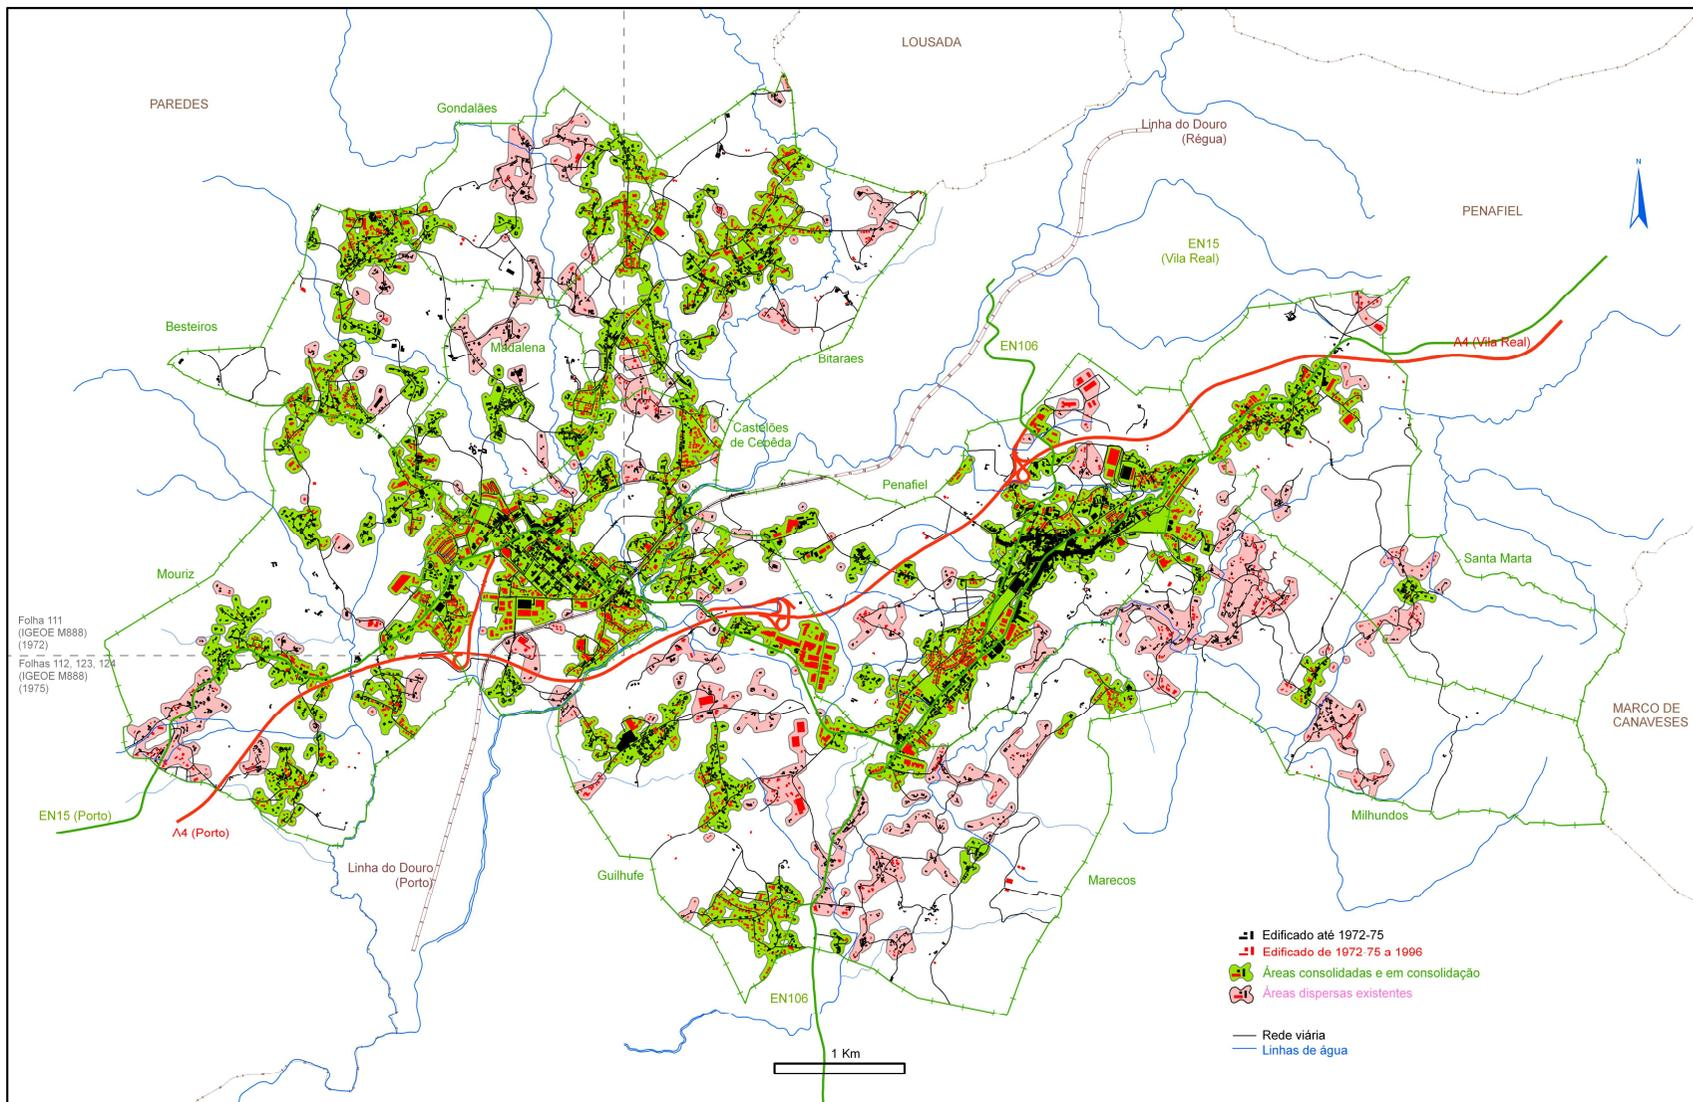 LOUSADA
PAREDES
Gondalães
Linha do Douro
(Régua)
N
PENAFIEL
EN15
(Vila Real)
Besteiros
Madalena
EN106
A4 (Vila Real)
Bitarães
Castelões
de Cepêda
Penafiel
Mouriz
Santa Marta
Folha 111
(IGEOE M888)
(1972)
Folhas 112, 123, 124
(IGEOE M888)
(1975)
MARCO DE
CANAVESES
EN15 (Porto)
A4 (Porto)
Milhundos
Linha do Douro
(Porto)
Guilhufe
Marecos
Edificado até 1972-75
Edificado de 1972-75 a 1996
Áreas consolidadas e em consolidação
Áreas dispersas existentes
EN106
Rede viária
Linhas de água
1 Km